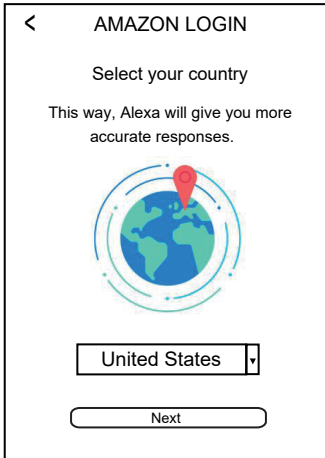 AMAZON LOGIN
Select your country
This way, Alexa will give you more
accurate responses.
United States
Next